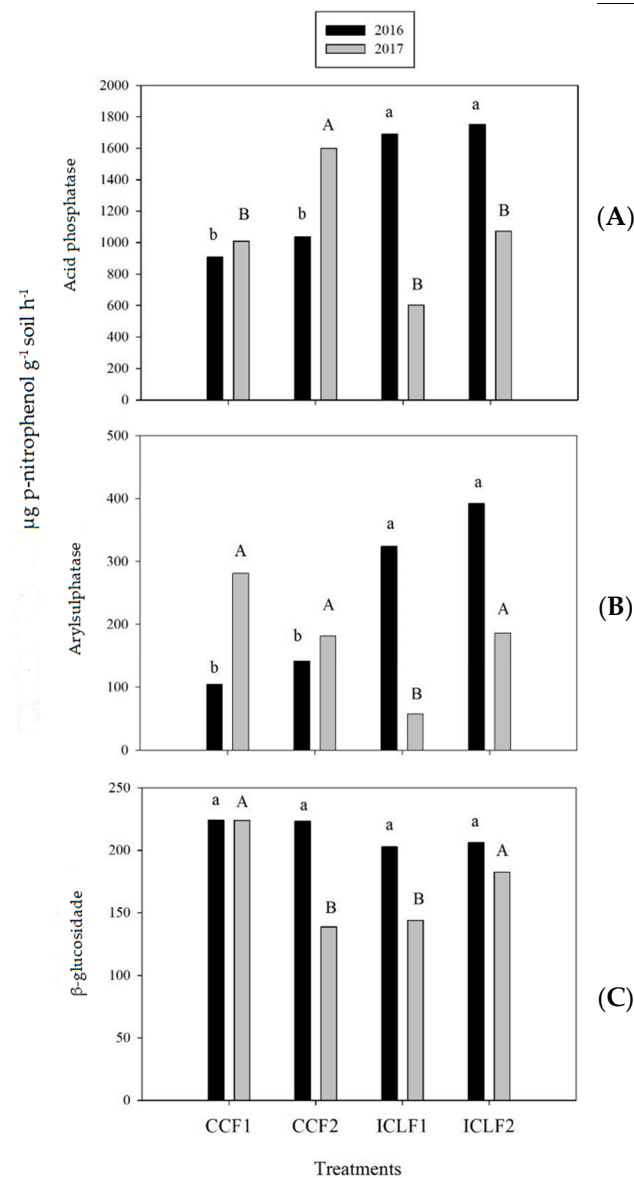 2016
2017
µg p-nitrophenol g-1 soil h-1
Acid phosphatase
2000
1800
1600
1400
1200
1000
800
600
400
200
0
b B b A a B a B
(A)
Arylsulphatase
500
400
300
200
100
0
b A b A a B a A
(B)
β-glucosidade
250
200
150
100
50
0
a A a B a B a A
(C)
CCF1 CCF2 ICLF1 ICLF2
Treatments